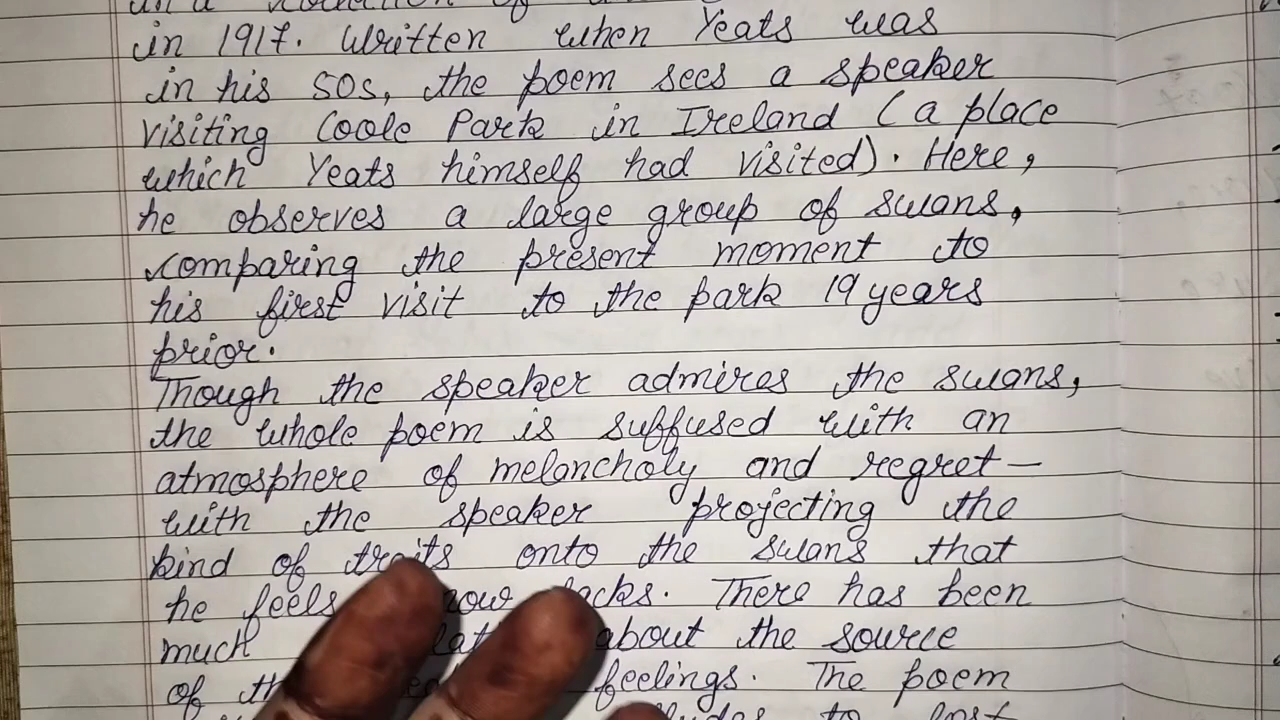 in 1917. Written when Yeats was
in his 50s, the poem sees a speaker
visiting Coole Park in Ireland (a place
which Yeats himself had visited). Here,
he observes a large group of swans,
comparing the present moment to
his first visit to the park 19 years
prior.
Though the speaker admires the swans,
the whole poem is suffused with an
atmosphere of melancholy and regret—
with the speaker projecting the
kind of traits onto the swans that
he feels now lacks. There has been
much about the source
of feelings. The poem
to